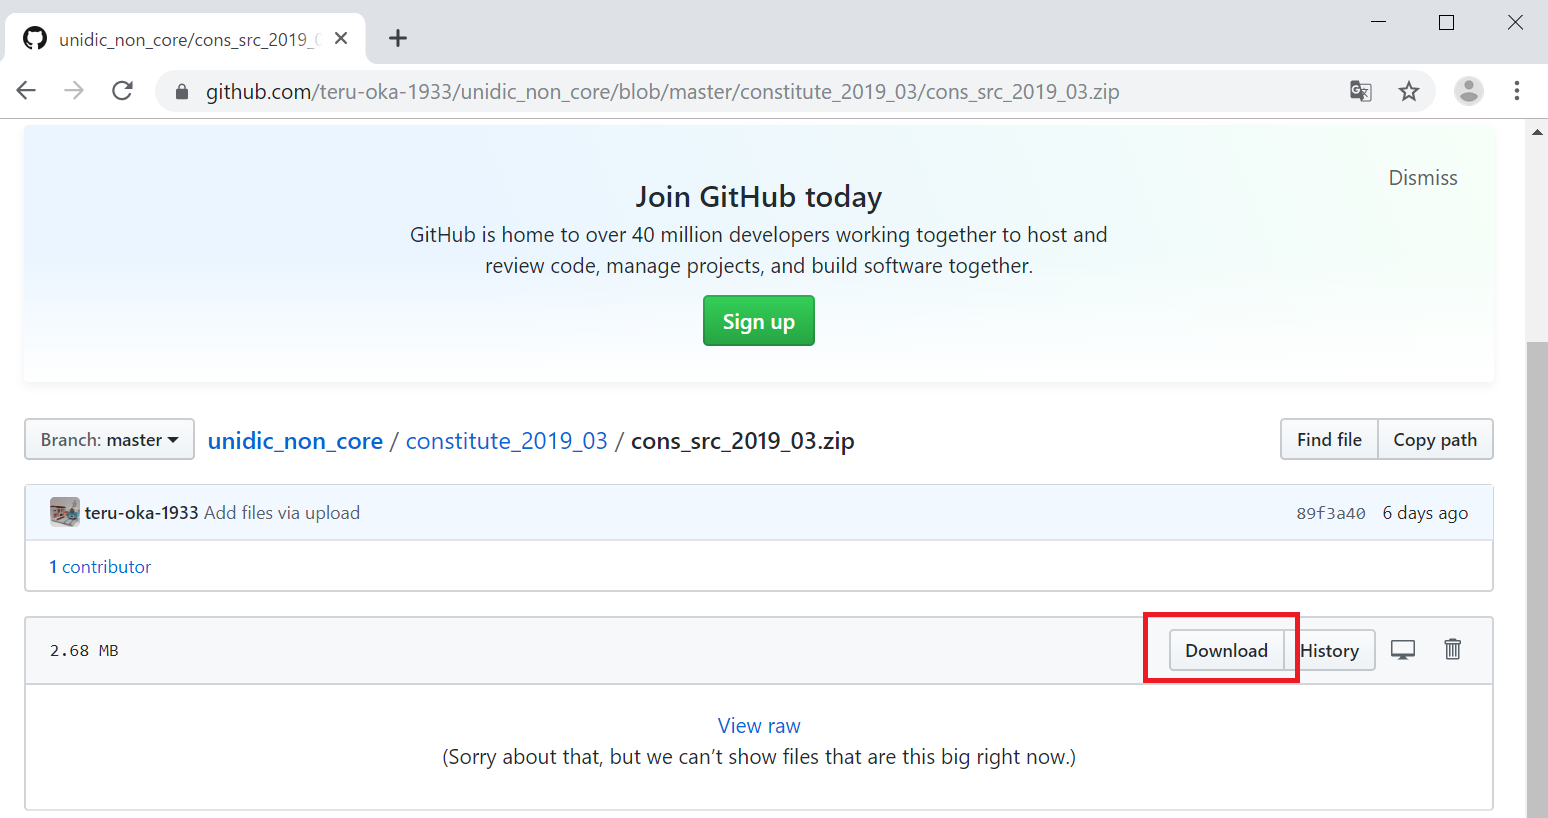 unidic_non_core/cons_src_2019_
github.com/teru-oka-1933/unidic_non_core/blob/master/constitute_2019_03/cons_src_2019_03.zip
Dismiss
Join GitHub today
GitHub is home to over 40 million developers working together to host and
review code, manage projects, and build software together.
Sign up
Branch: master unidic_non_core / constitute_2019_03 / cons_src_2019_03.zip Find file Copy path
teru-oka-1933 Add files via upload 89f3a40 6 days ago
1 contributor
2.68 MB Download History
View raw
(Sorry about that, but we can’t show files that are this big right now.)